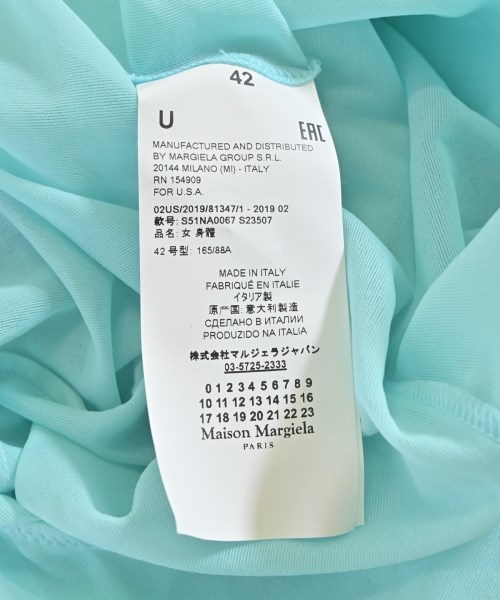 42
U EAC
MANUFACTURED AND DISTRIBUTED
BY MARGIELA GROUP S.R.L.
20144 MILANO (MI) - ITALY
RN 154909
FOR U.S.A.
02US/2019/81347/1 - 2019 02
款号: S51NA0067 S23507
品名: 女 身體
42 号型: 165/88A
MADE IN ITALY
FABRIQUÉ EN ITALIE
イタリア製
原产国: 意大利製造
СДЕЛАНО В ИТАЛИИ
PRODUZIDO NA ITALIA
株式会社マルジェラジャパン
03-5725-2333
0 1 2 3 4 5 6 7 8 9
10 11 12 13 14 15 16
17 18 19 20 21 22 23
Maison Margiela
PARIS